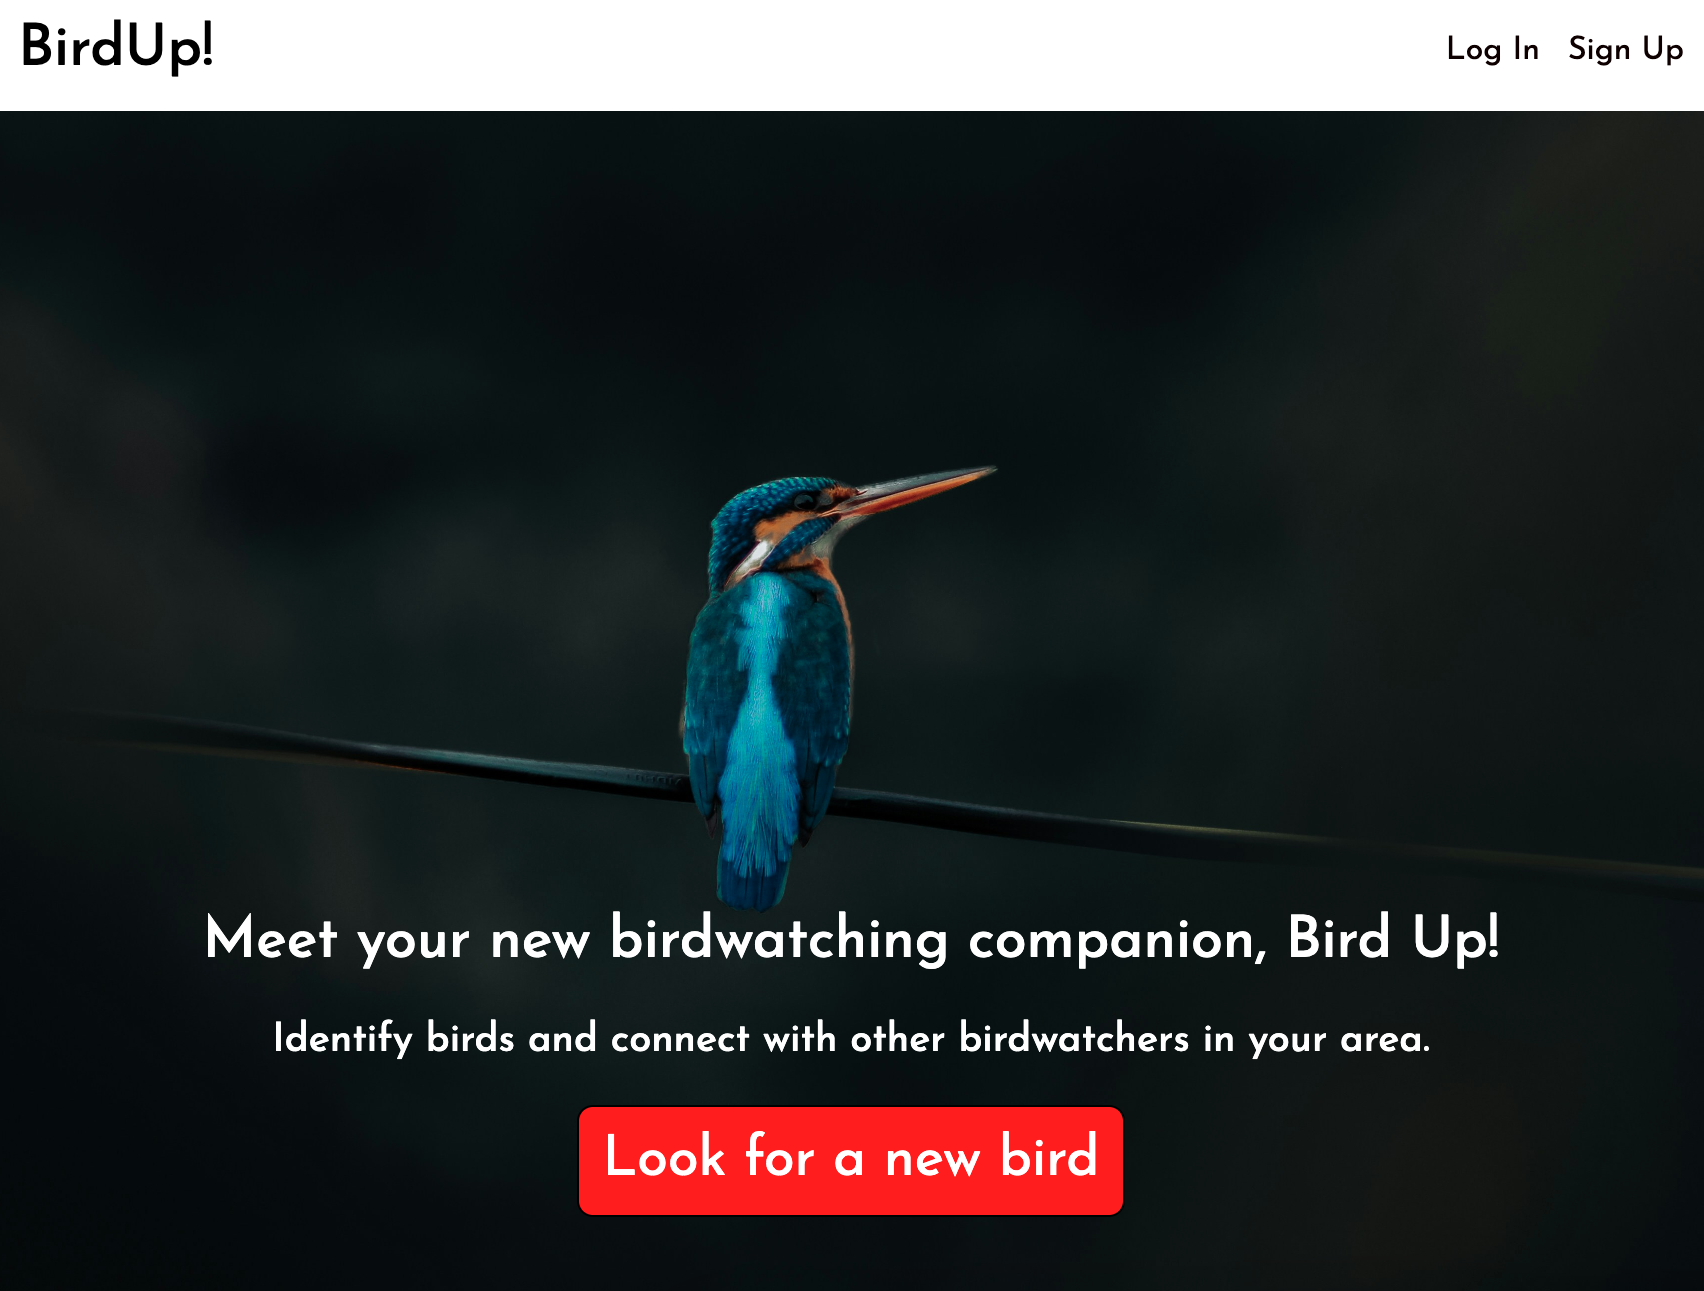 BirdUp!
Log In
Sign Up
Meet your new birdwatching companion, Bird Up!
Identify birds and connect with other birdwatchers in your area.
Look for a new bird